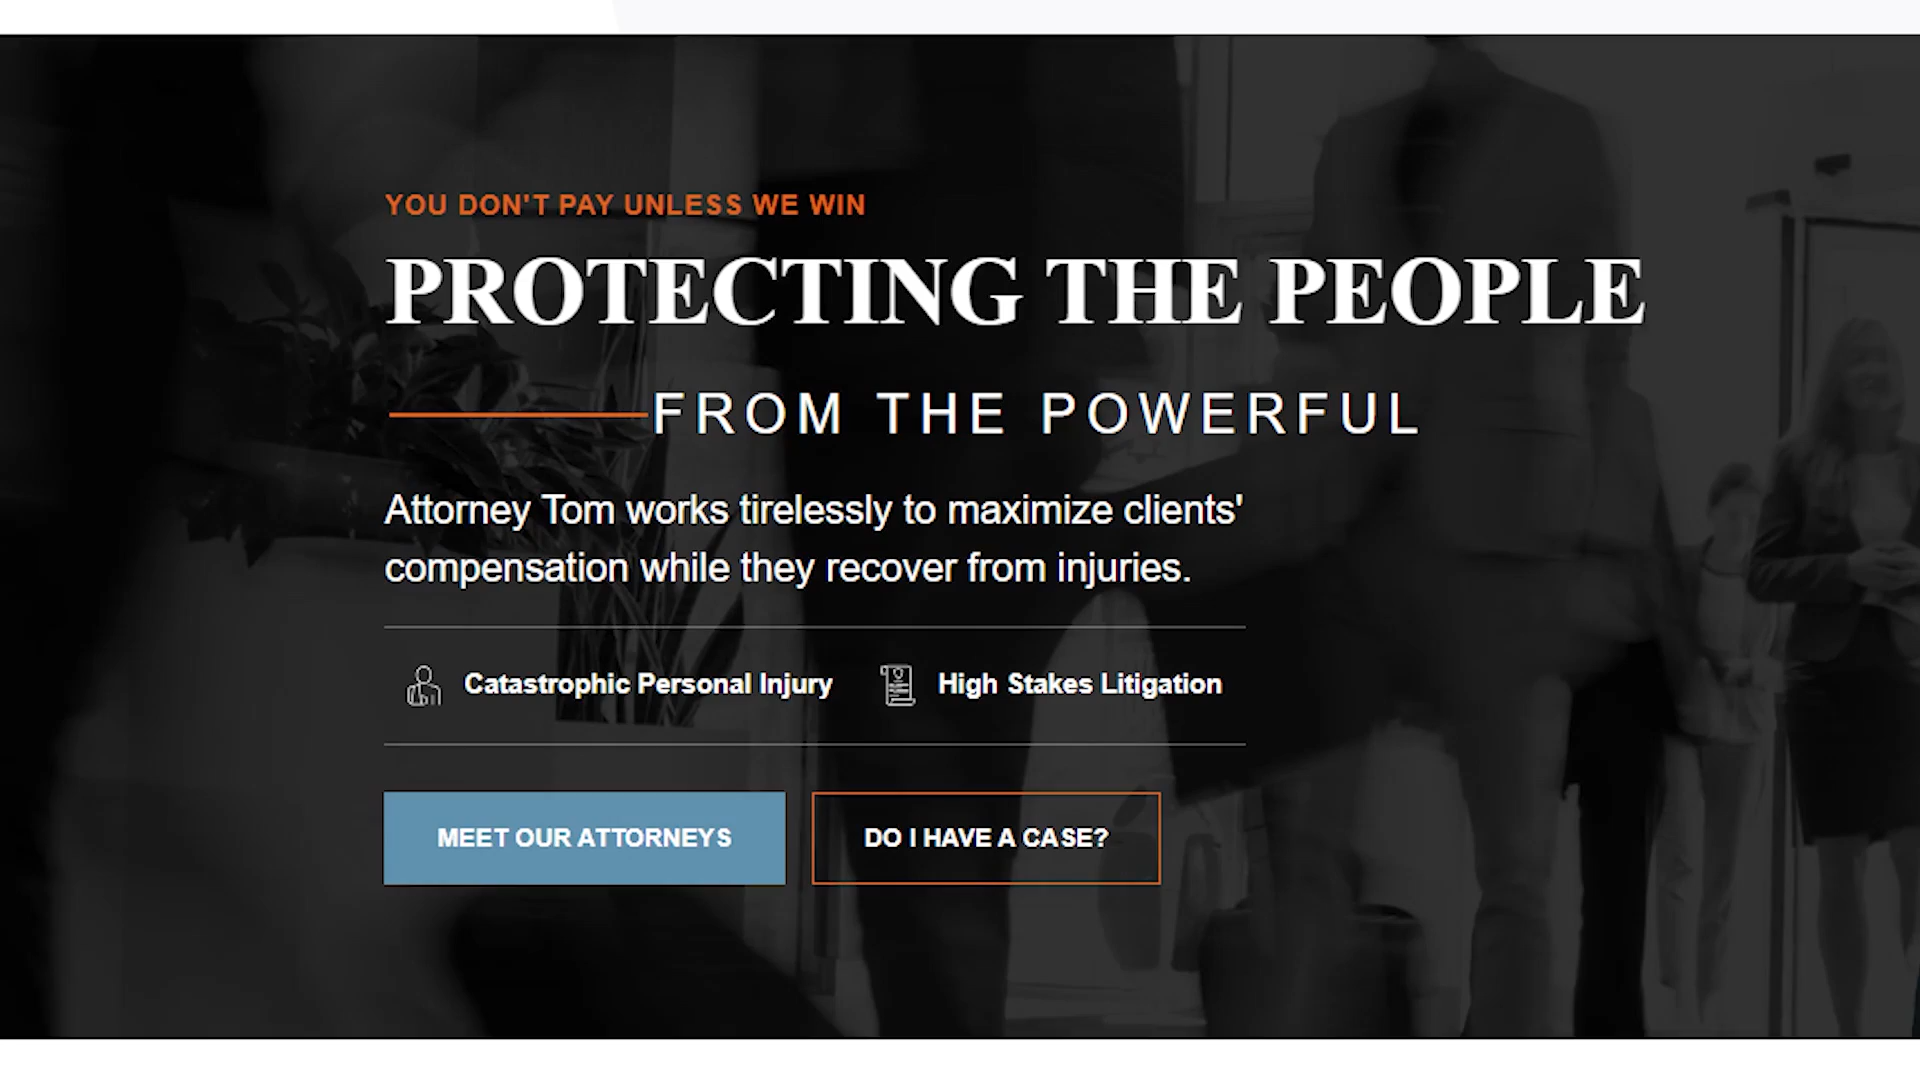 YOU DON'T PAY UNLESS WE WIN
PROTECTING THE PEOPLE
FROM THE POWERFUL
Attorney Tom works tirelessly to maximize clients'
compensation while they recover from injuries.
Catastrophic Personal Injury High Stakes Litigation
MEET OUR ATTORNEYS DO I HAVE A CASE?